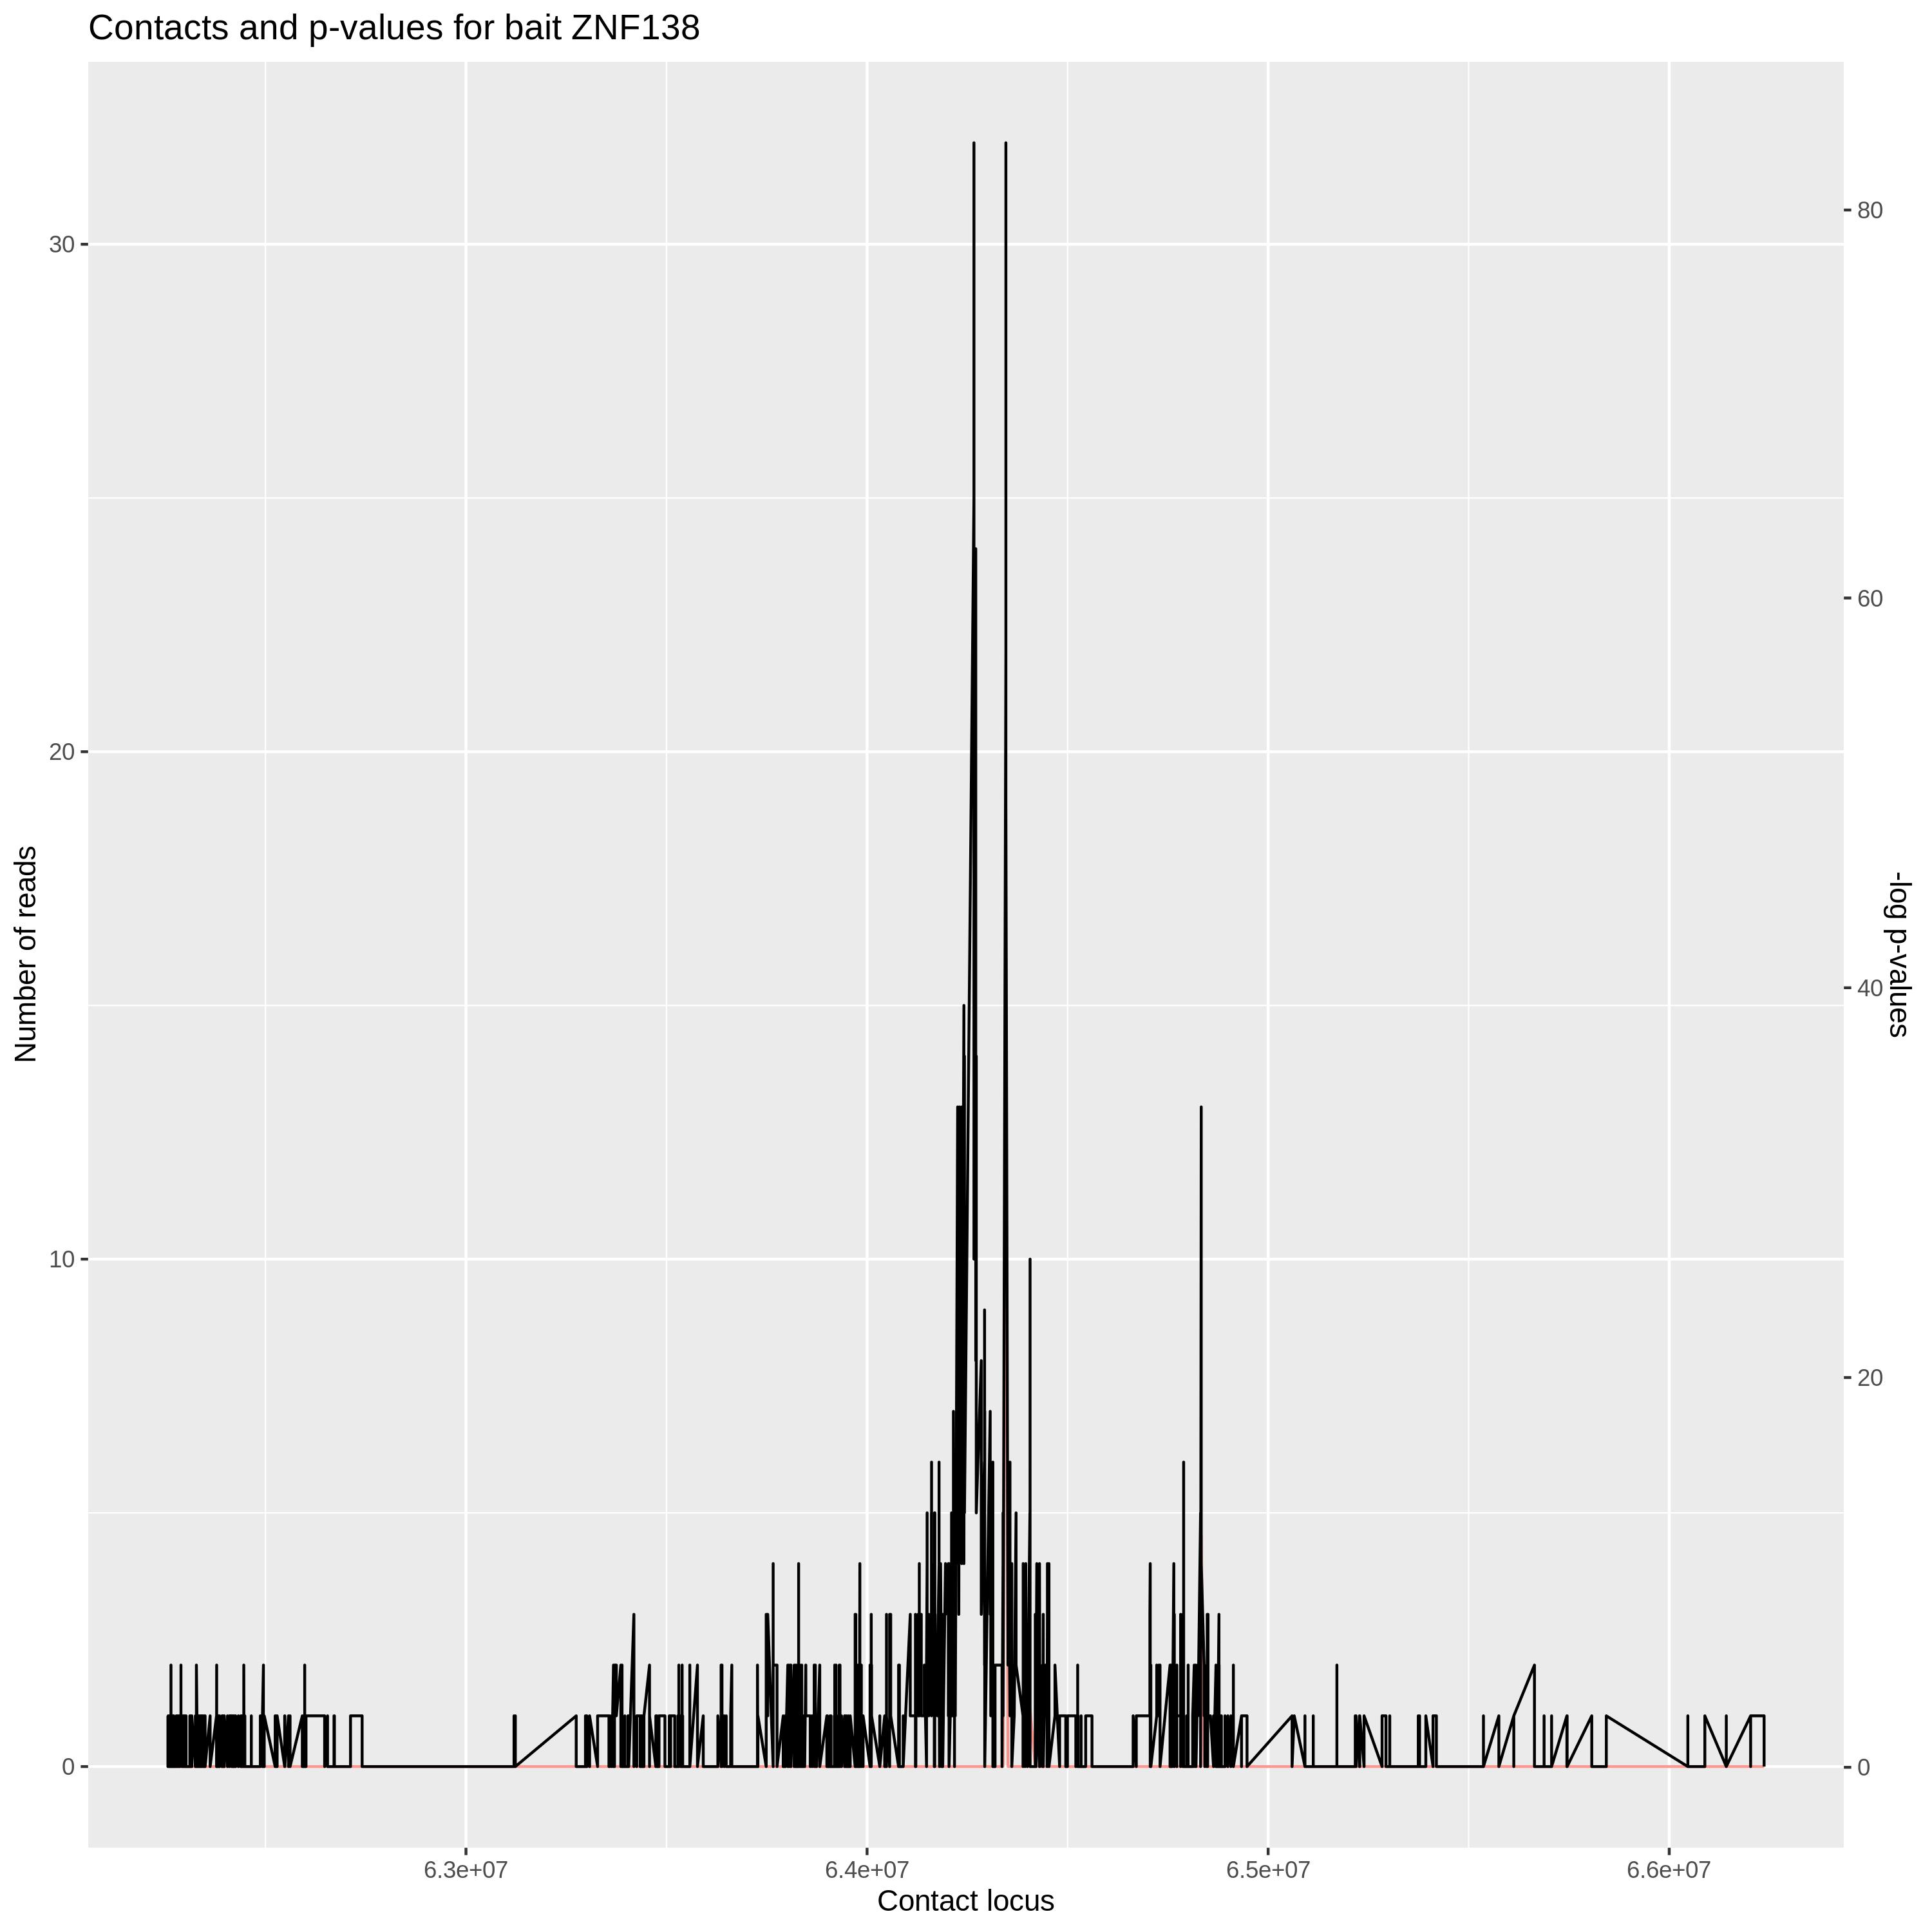 Contacts and p-values for bait ZNF138
30
20
10
0
Number of reads
80
60
40
20
0
-log p-values
6.3e+07 6.4e+07 6.5e+07 6.6e+07
Contact locus